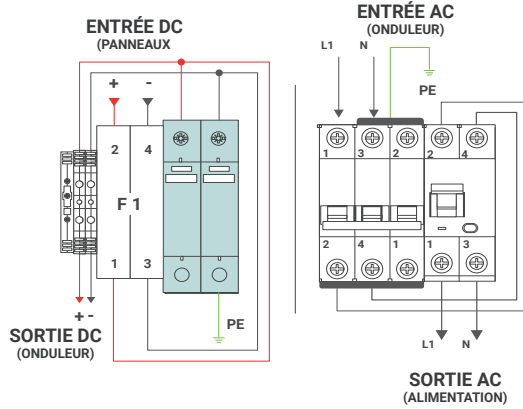 ENTRÉE DC
(PANNEAUX
+ -
2 4
F 1
1 3
+ -
PE
SORTIE DC
(ONDULEUR)
ENTRÉE AC
(ONDULEUR)
L1 N
PE
1 3 2 2 4
2 4 1 1 3
L1 N
SORTIE AC
(ALIMENTATION)